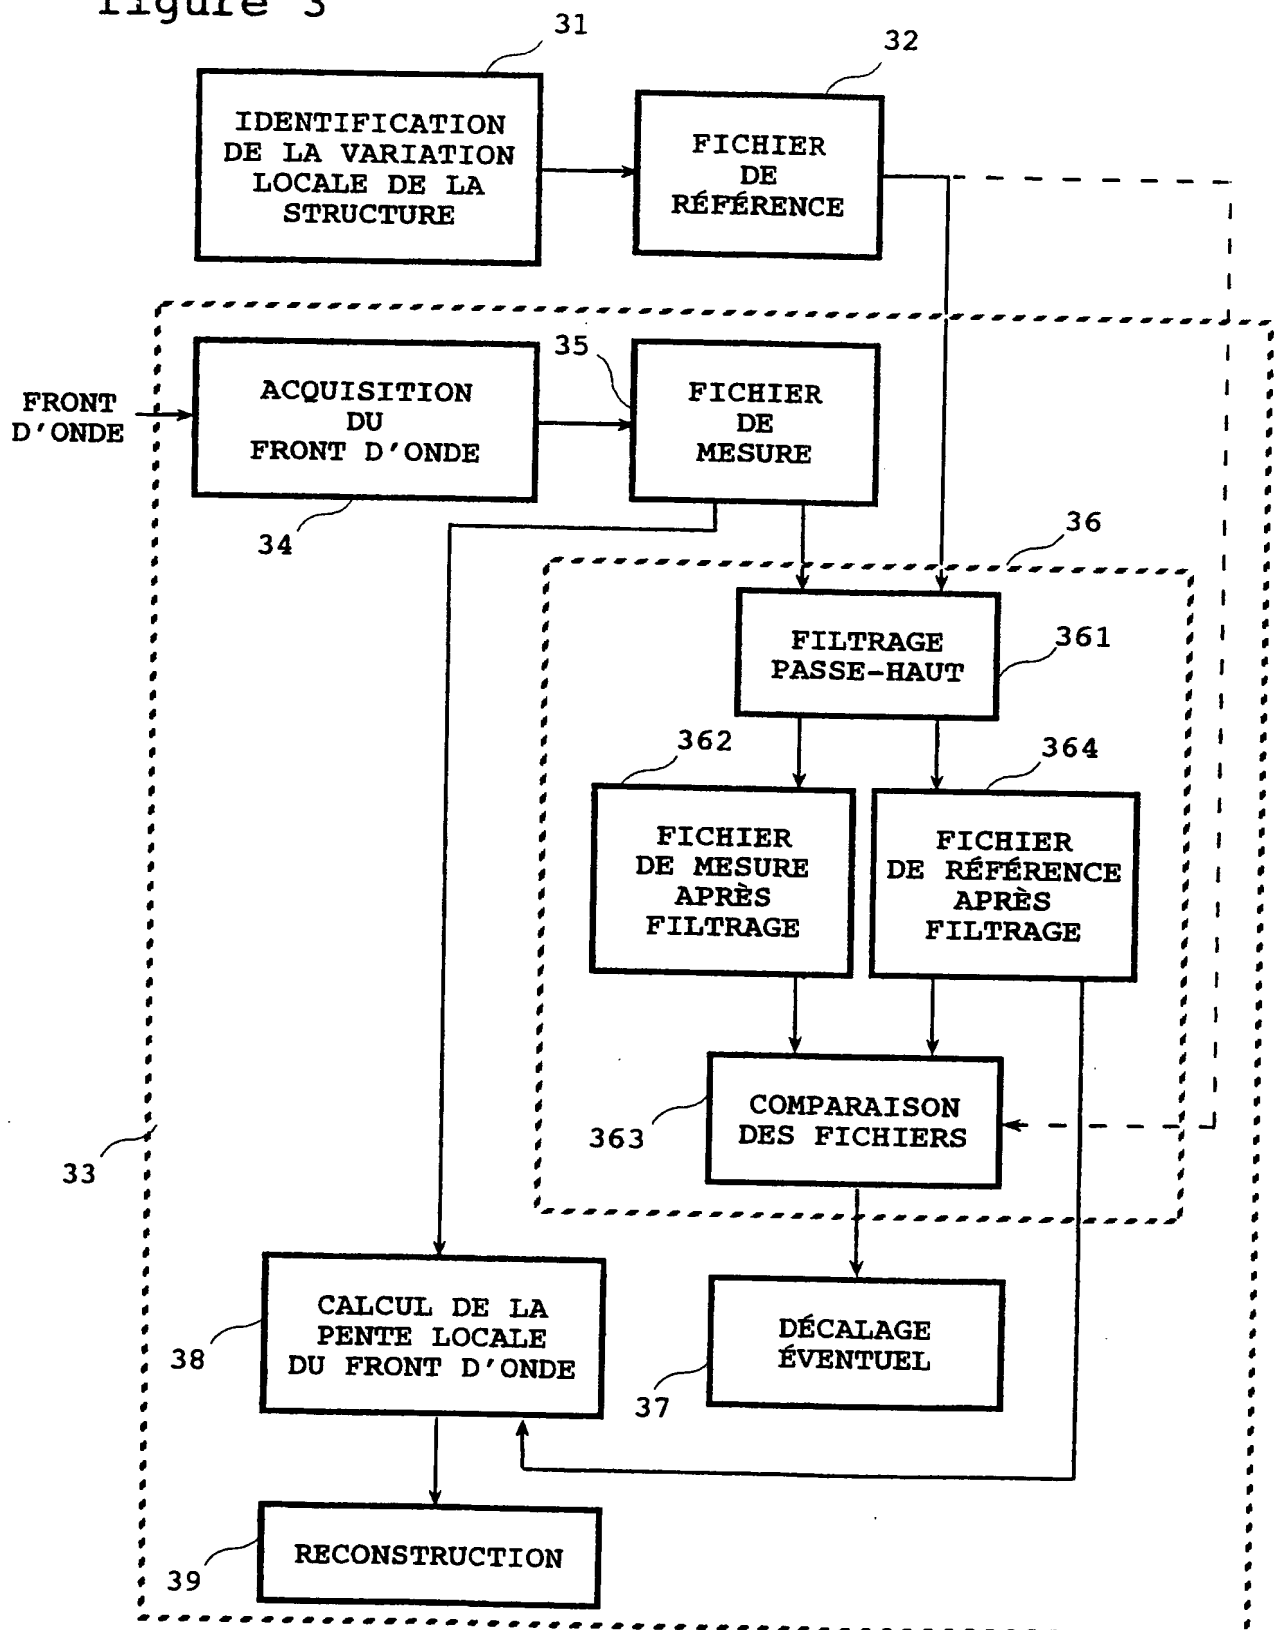 figure 3
31
32
IDENTIFICATION
DE LA VARIATION
LOCALE DE LA
STRUCTURE
FICHIER
DE
RÉFÉRENCE
35
FRONT
D'ONDE
ACQUISITION
DU
FRONT D'ONDE
FICHIER
DE
MESURE
34
36
FILTRAGE
PASSE-HAUT
361
362
364
FICHIER
DE MESURE
APRÈS
FILTRAGE
FICHIER
DE RÉFÉRENCE
APRÈS
FILTRAGE
COMPARAISON
DES FICHIERS
363
33
CALCUL DE LA
PENTE LOCALE
DU FRONT D'ONDE
38
DÉCALAGE
ÉVENTUEL
37
RECONSTRUCTION
39